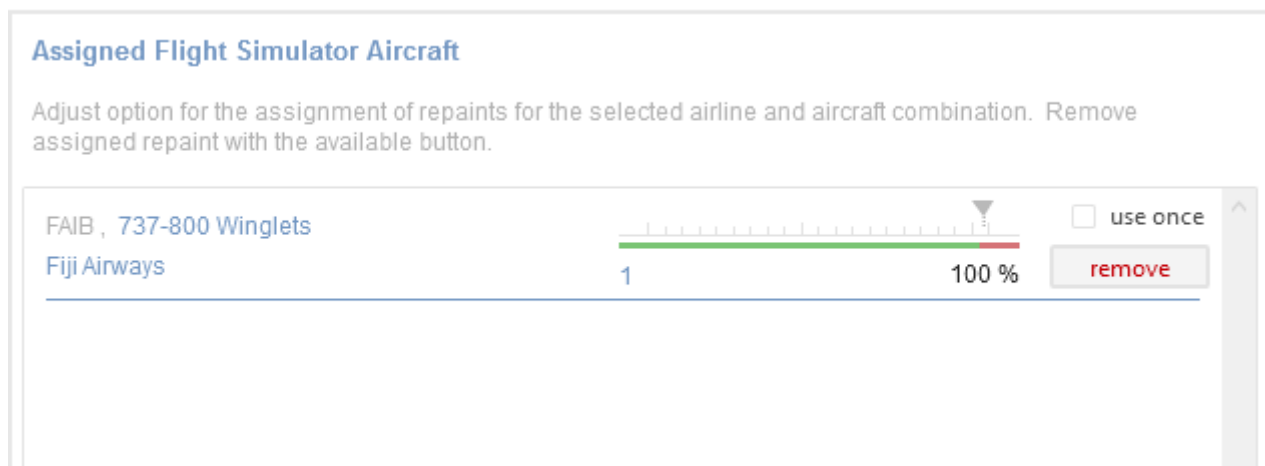 Assigned Flight Simulator Aircraft
Adjust option for the assignment of repaints for the selected airline and aircraft combination. Remove
assigned repaint with the available button.
FAIB , 737-800 Winglets
use once
Fiji Airways
1
100 %
remove